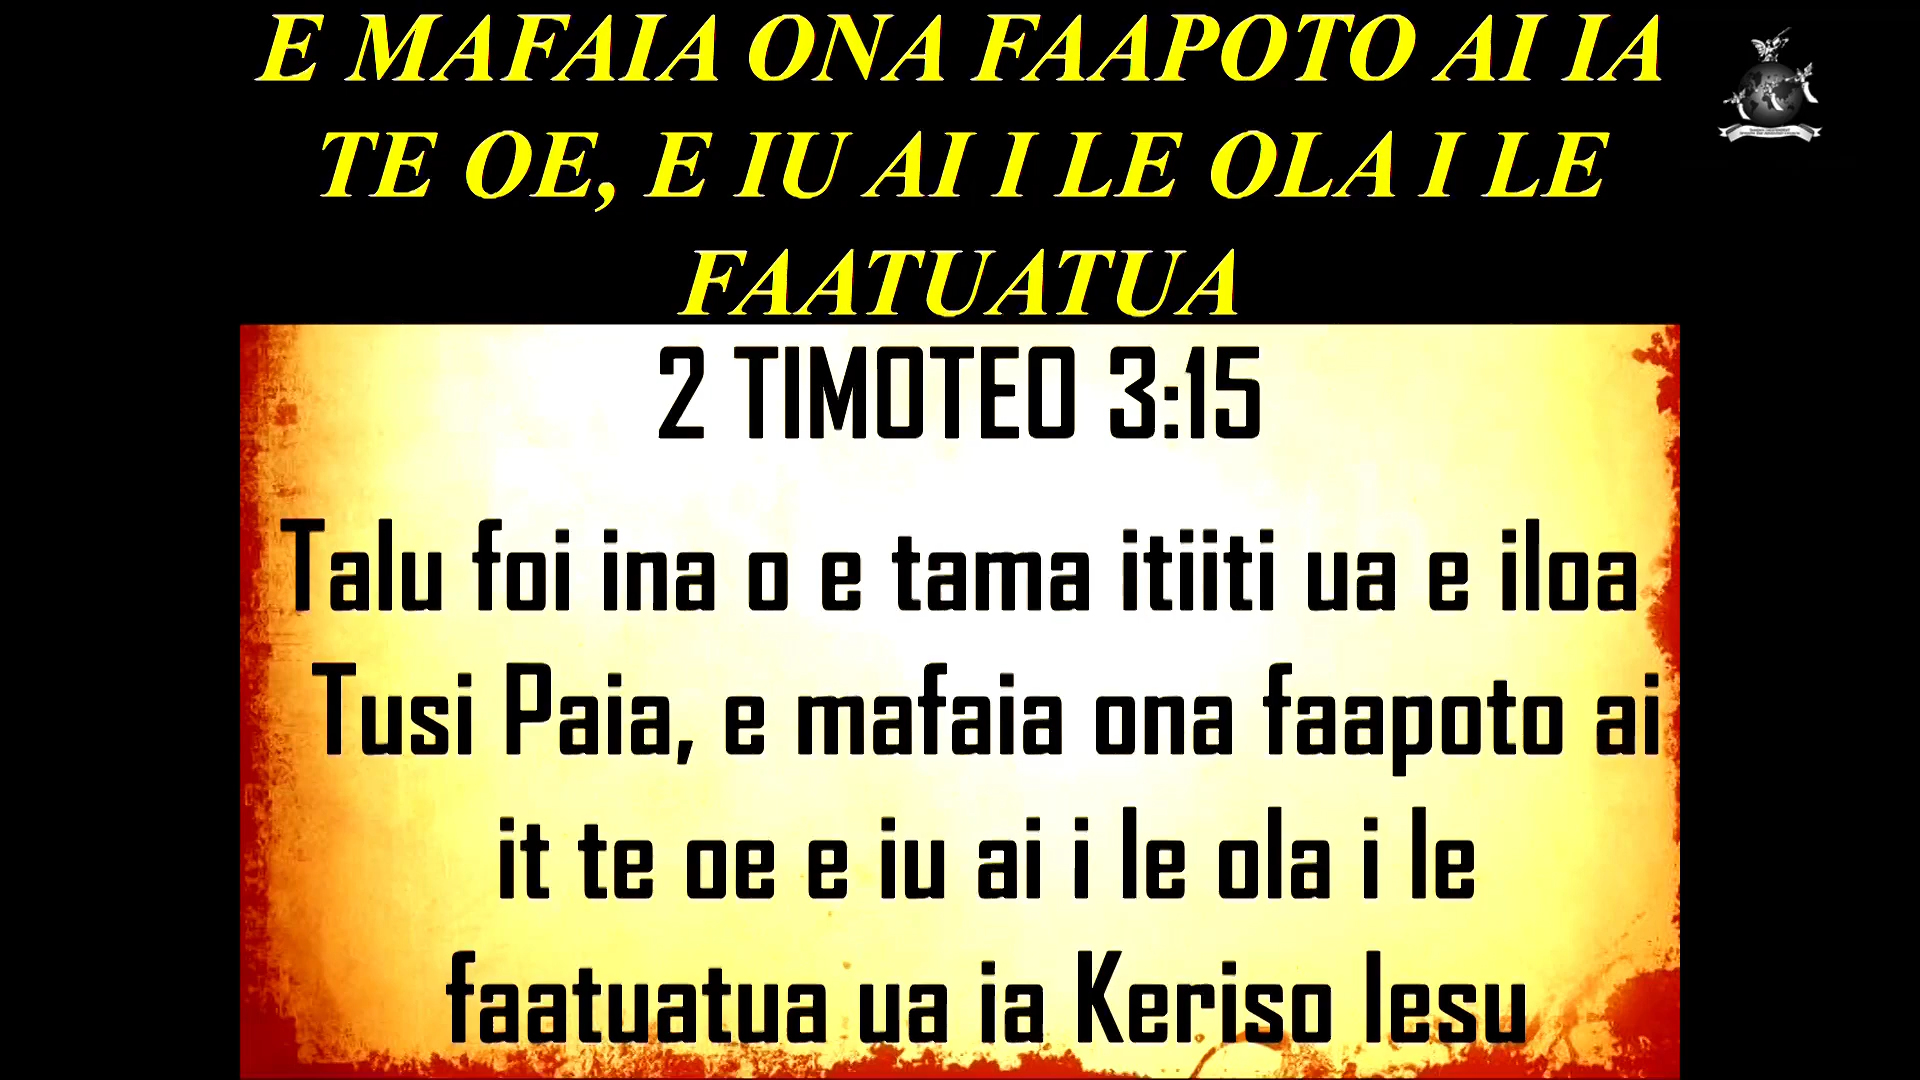 E MAFAIA ONA FAAPOTO AI IA
TE OE, E IU AI I LE OLA I LE
FAATUATUA
2 TIMOTEO 3:15
Talu foi ina o e tama itiiti ua e iloa
Tusi Paia, e mafaia ona faapoto ai
it te oe e iu ai i le ola i le
faatuatua ua ia Keriso Iesu